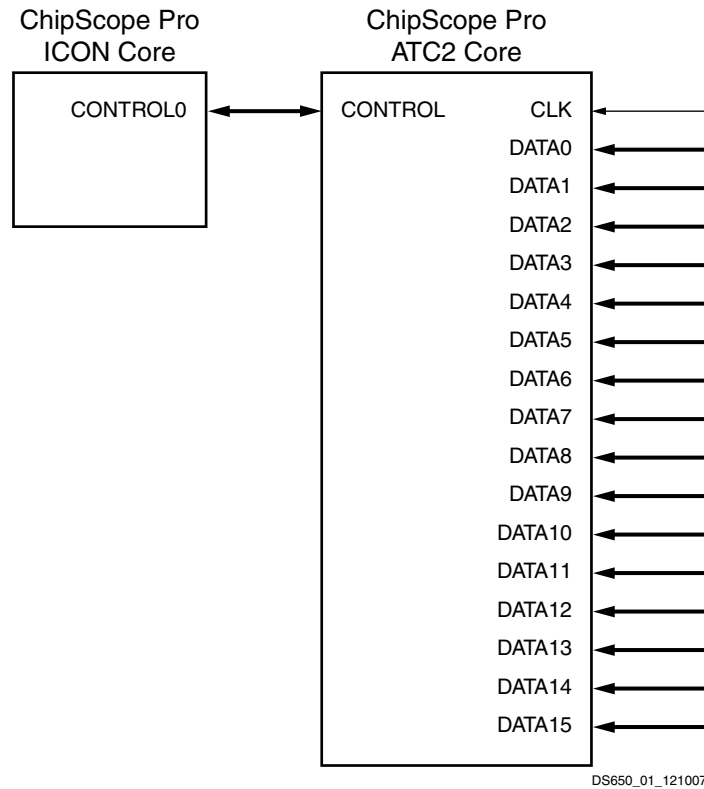 ChipScope Pro
ICON Core
ChipScope Pro
ATC2 Core
CONTROL0
CONTROL
CLK
DATA0
DATA1
DATA2
DATA3
DATA4
DATA5
DATA6
DATA7
DATA8
DATA9
DATA10
DATA11
DATA12
DATA13
DATA14
DATA15
DS650_01_121007